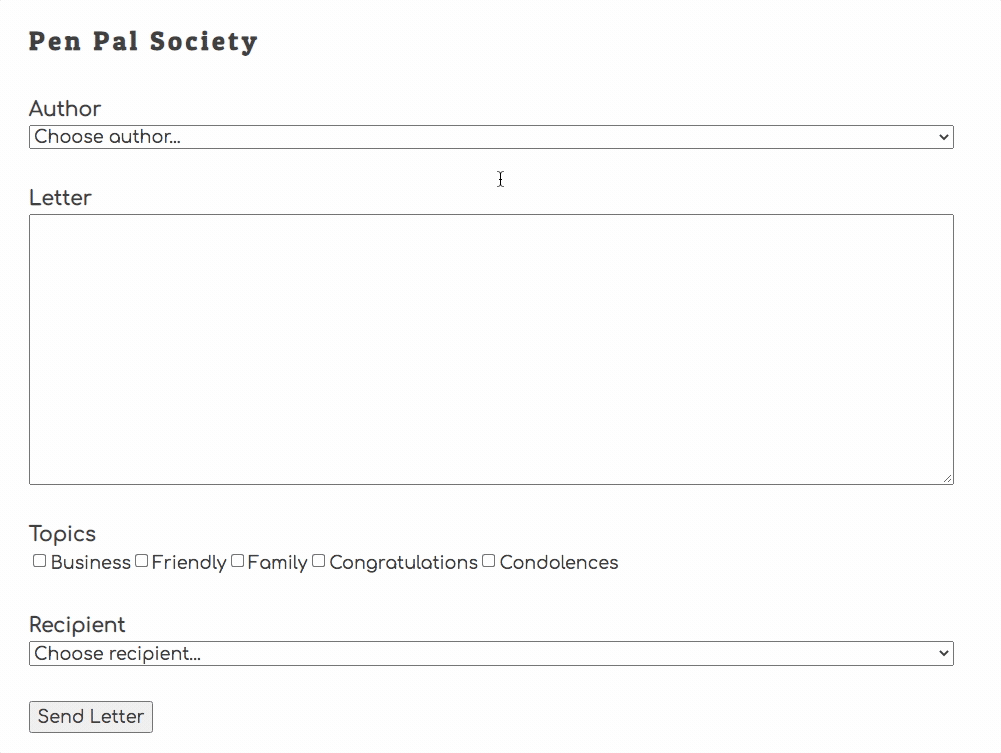 Pen Pal Society
Author
Choose author...
Letter
Topics
Business Friendly Family Congratulations Condolences
Recipient
Choose recipient...
Send Letter